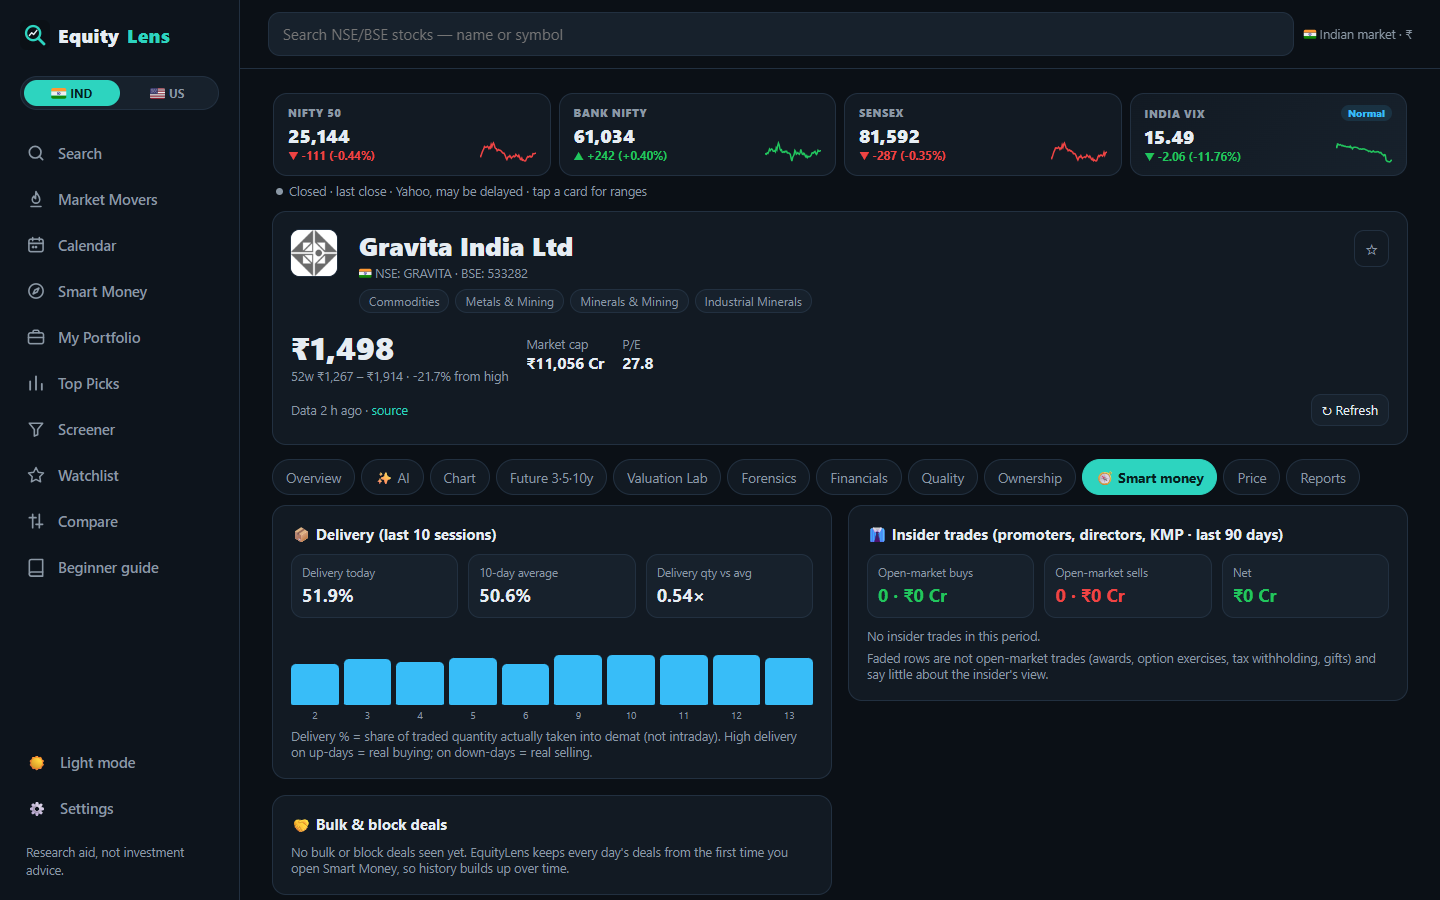 Equity Lens
IND
US
Search
Market Movers
Calendar
Smart Money
My Portfolio
Top Picks
Screener
Watchlist
Compare
Beginner guide
Light mode
Settings
Research aid, not investment
advice.
Search NSE/BSE stocks — name or symbol
Indian market · ₹
NIFTY 50
25,144
▼ -111 (-0.44%)
BANK NIFTY
61,034
▲ +242 (+0.40%)
SENSEX
81,592
▼ -287 (-0.35%)
INDIA VIX
Normal
15.49
▼ -2.06 (-11.76%)
Closed · last close · Yahoo, may be delayed · tap a card for ranges
Gravita India Ltd
NSE: GRAVITA · BSE: 533282
Commodities
Metals & Mining
Minerals & Mining
Industrial Minerals
₹1,498
52w ₹1,267 – ₹1,914 · -21.7% from high
Market cap
₹11,056 Cr
P/E
27.8
Data 2 h ago · source
↻ Refresh
Overview
AI
Chart
Future 3·5·10y
Valuation Lab
Forensics
Financials
Quality
Ownership
Smart money
Price
Reports
Delivery (last 10 sessions)
Delivery today
51.9%
10-day average
50.6%
Delivery qty vs avg
0.54×
2 3 4 5 6 9 10 11 12 13
Delivery % = share of traded quantity actually taken into demat (not intraday). High delivery
on up-days = real buying; on down-days = real selling.
Insider trades (promoters, directors, KMP · last 90 days)
Open-market buys
0 · ₹0 Cr
Open-market sells
0 · ₹0 Cr
Net
₹0 Cr
No insider trades in this period.
Faded rows are not open-market trades (awards, option exercises, tax withholding, gifts) and
say little about the insider's view.
Bulk & block deals
No bulk or block deals seen yet. EquityLens keeps every day's deals from the first time you
open Smart Money, so history builds up over time.